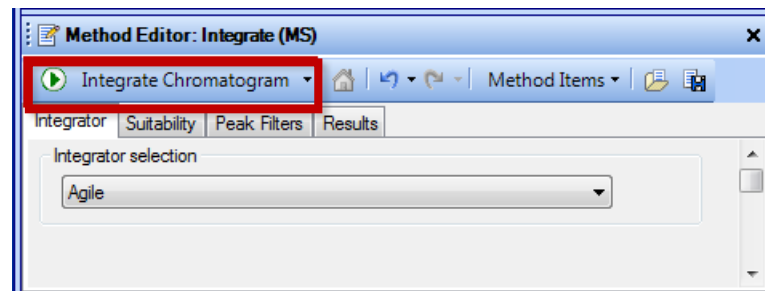 Method Editor: Integrate (MS)
Integrate Chromatogram Method Items
Integrator Suitability Peak Filters Results
Integrator selection
Agile